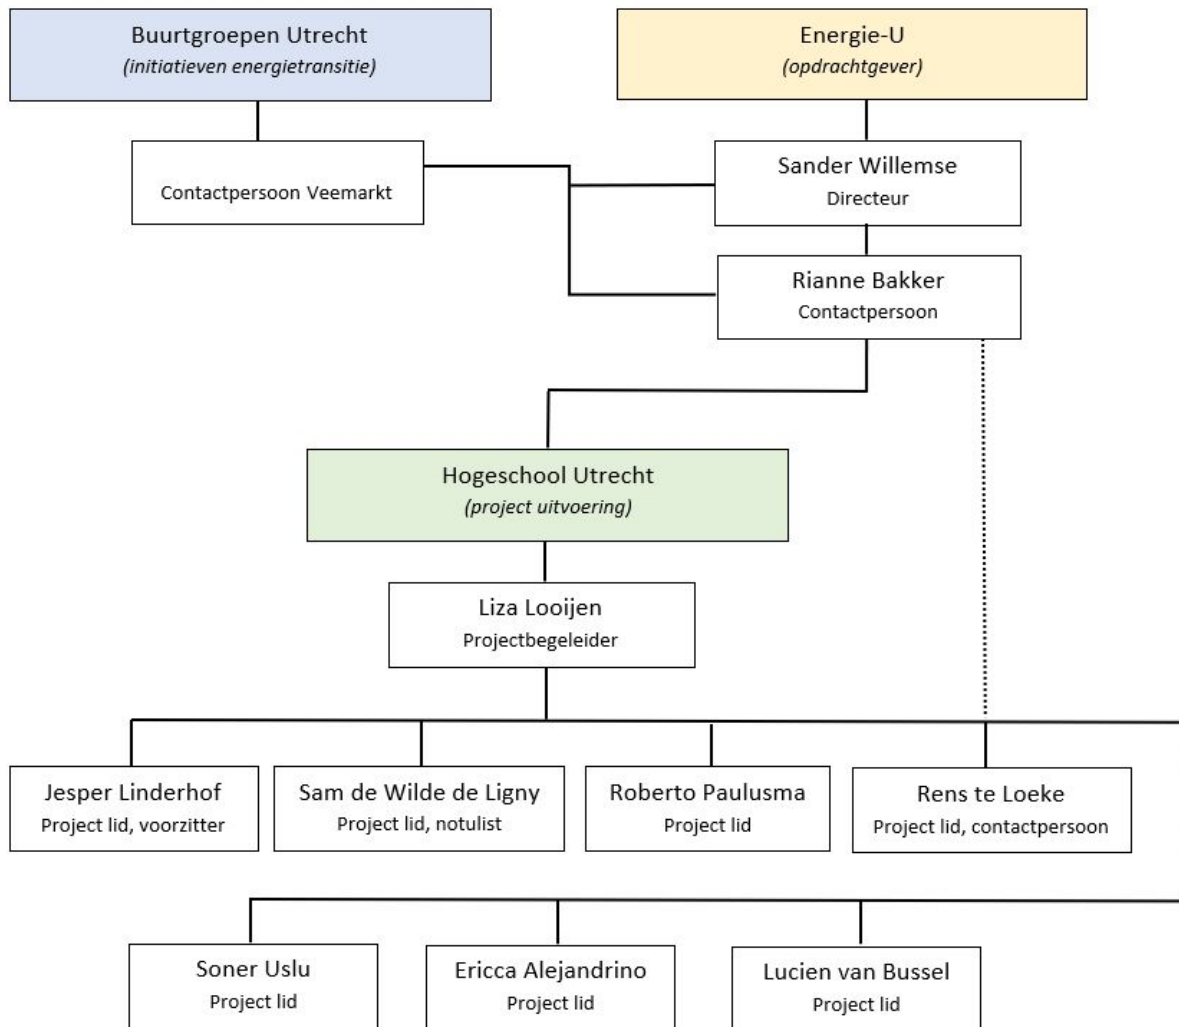 Buurtgroepen Utrecht
(initiatieven energietransitie)
Energie-U
(opdrachtgever)
Contactpersoon Veemarkt
Sander Willemse
Directeur
Rianne Bakker
Contactpersoon
Hogeschool Utrecht
(project uitvoering)
Liza Looijen
Projectbegeleider
Jesper Linderhof
Project lid, voorzitter
Sam de Wilde de Ligny
Project lid, notulist
Roberto Paulusma
Project lid
Rens te Loeke
Project lid, contactpersoon
Soner Uslu
Project lid
Ericca Alejandrino
Project lid
Lucien van Bussel
Project lid